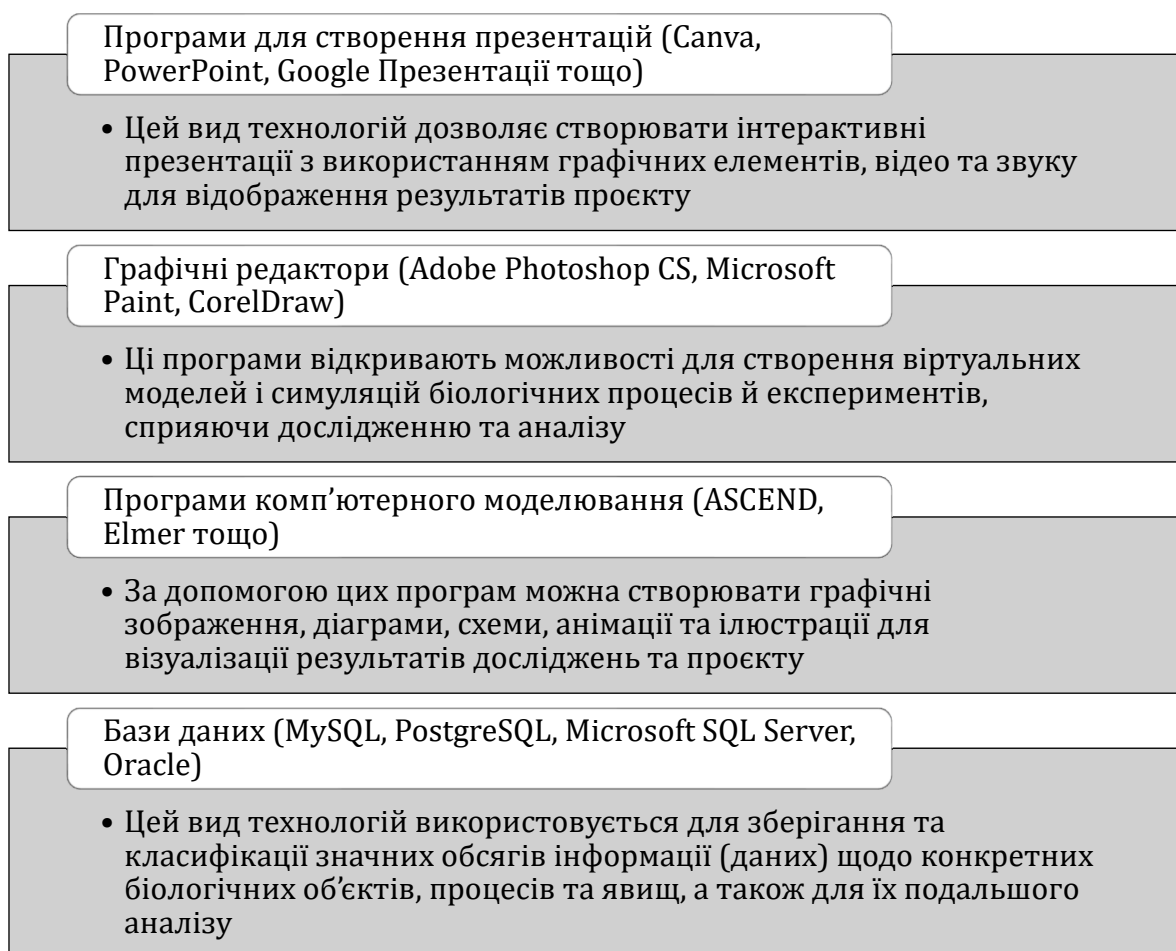 Програми для створення презентацій (Canva,
PowerPoint, Google Презентації тощо)
• Цей вид технологій дозволяє створювати інтерактивні
презентації з використанням графічних елементів, відео та звуку
для відображення результатів проєкту
Графічні редактори (Adobe Photoshop CS, Microsoft
Paint, CorelDraw)
• Ці програми відкривають можливості для створення віртуальних
моделей і симуляцій біологічних процесів й експериментів,
сприяючи дослідженню та аналізу
Програми комп’ютерного моделювання (ASCEND,
Elmer тощо)
• За допомогою цих програм можна створювати графічні
зображення, діаграми, схеми, анімації та ілюстрації для
візуалізації результатів досліджень та проєкту
Бази даних (MySQL, PostgreSQL, Microsoft SQL Server,
Oracle)
• Цей вид технологій використовується для зберігання та
класифікації значних обсягів інформації (даних) щодо конкретних
біологічних об’єктів, процесів та явищ, а також для їх подальшого
аналізу